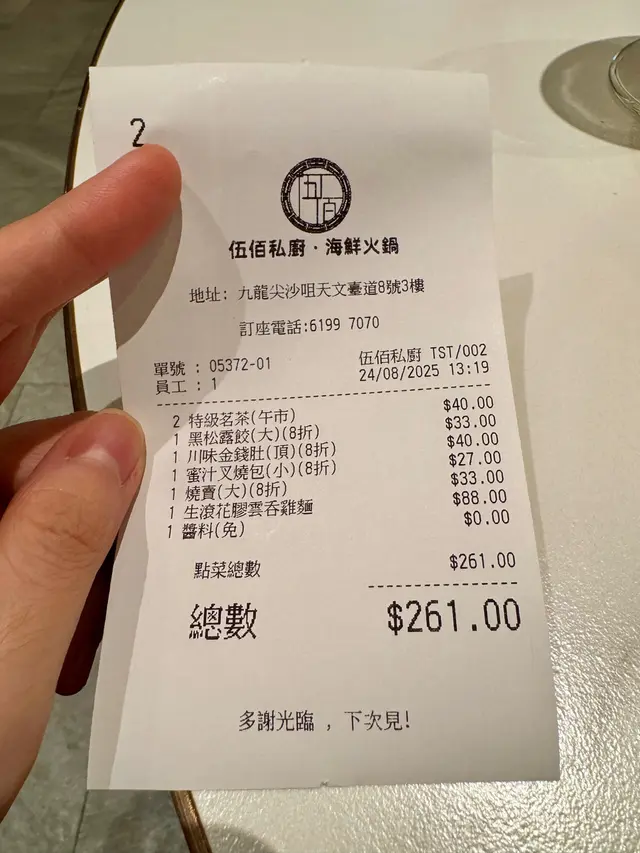 2
伍佰
伍佰私廚·海鮮火鍋
地址: 九龍尖沙咀天文臺道8號3樓
訂座電話:6199 7070
單號 : 05372-01 伍佰私廚 TST/002
員工 : 1 24/08/2025 13:19
2 特級茗茶(午市) $40.00
1 黑松露餃(大)(8折) $33.00
1 川味金錢肚(頂)(8折) $40.00
1 蜜汁叉燒包(小)(8折) $27.00
1 燒賣(大)(8折) $33.00
1 生滾花膠雲吞雞麵 $88.00
1 醬料(免) $0.00
點菜總數 $261.00
總數 $261.00
多謝光臨 , 下次見!